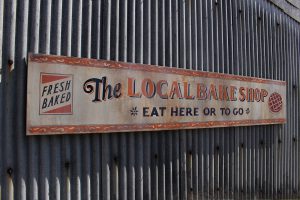 FRESH
BAKED
The LOCAL BAKE SHOP
EAT HERE OR TO GO